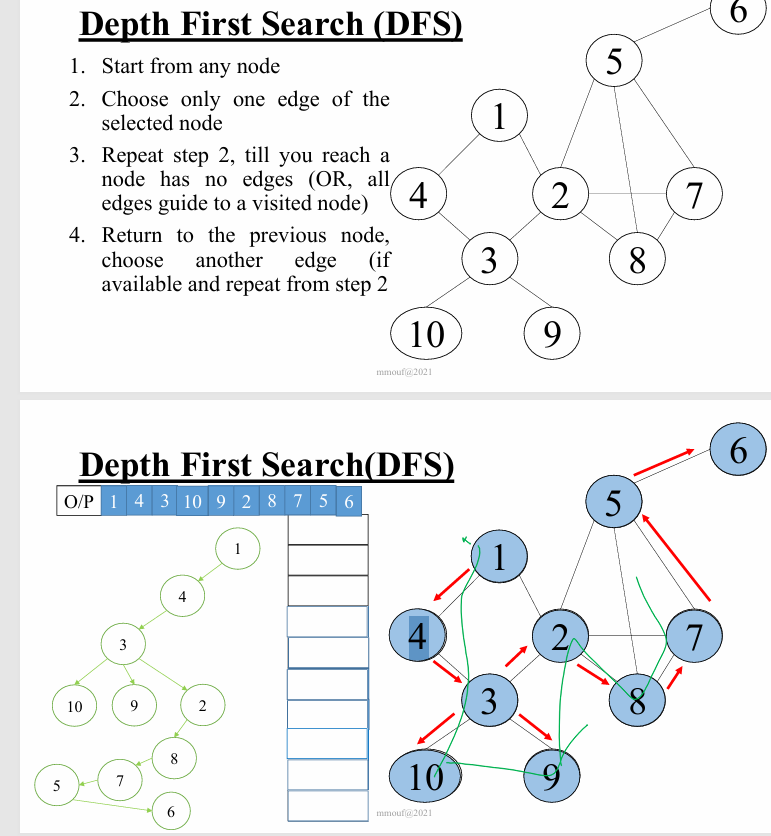 Depth First Search (DFS)
1. Start from any node
2. Choose only one edge of the
selected node
3. Repeat step 2, till you reach a
node has no edges (OR, all
edges guide to a visited node)
4. Return to the previous node,
choose another edge (if
available and repeat from step 2
6
5
1
4
2
7
3
8
10
9
mmouf@2021
Depth First Search(DFS)
O/P 1 4 3 10 9 2 8 7 5 6
1
4
3
10
9
2
8
7
5
6
6
5
1
4
2
7
3
8
10
9
mmouf@2021